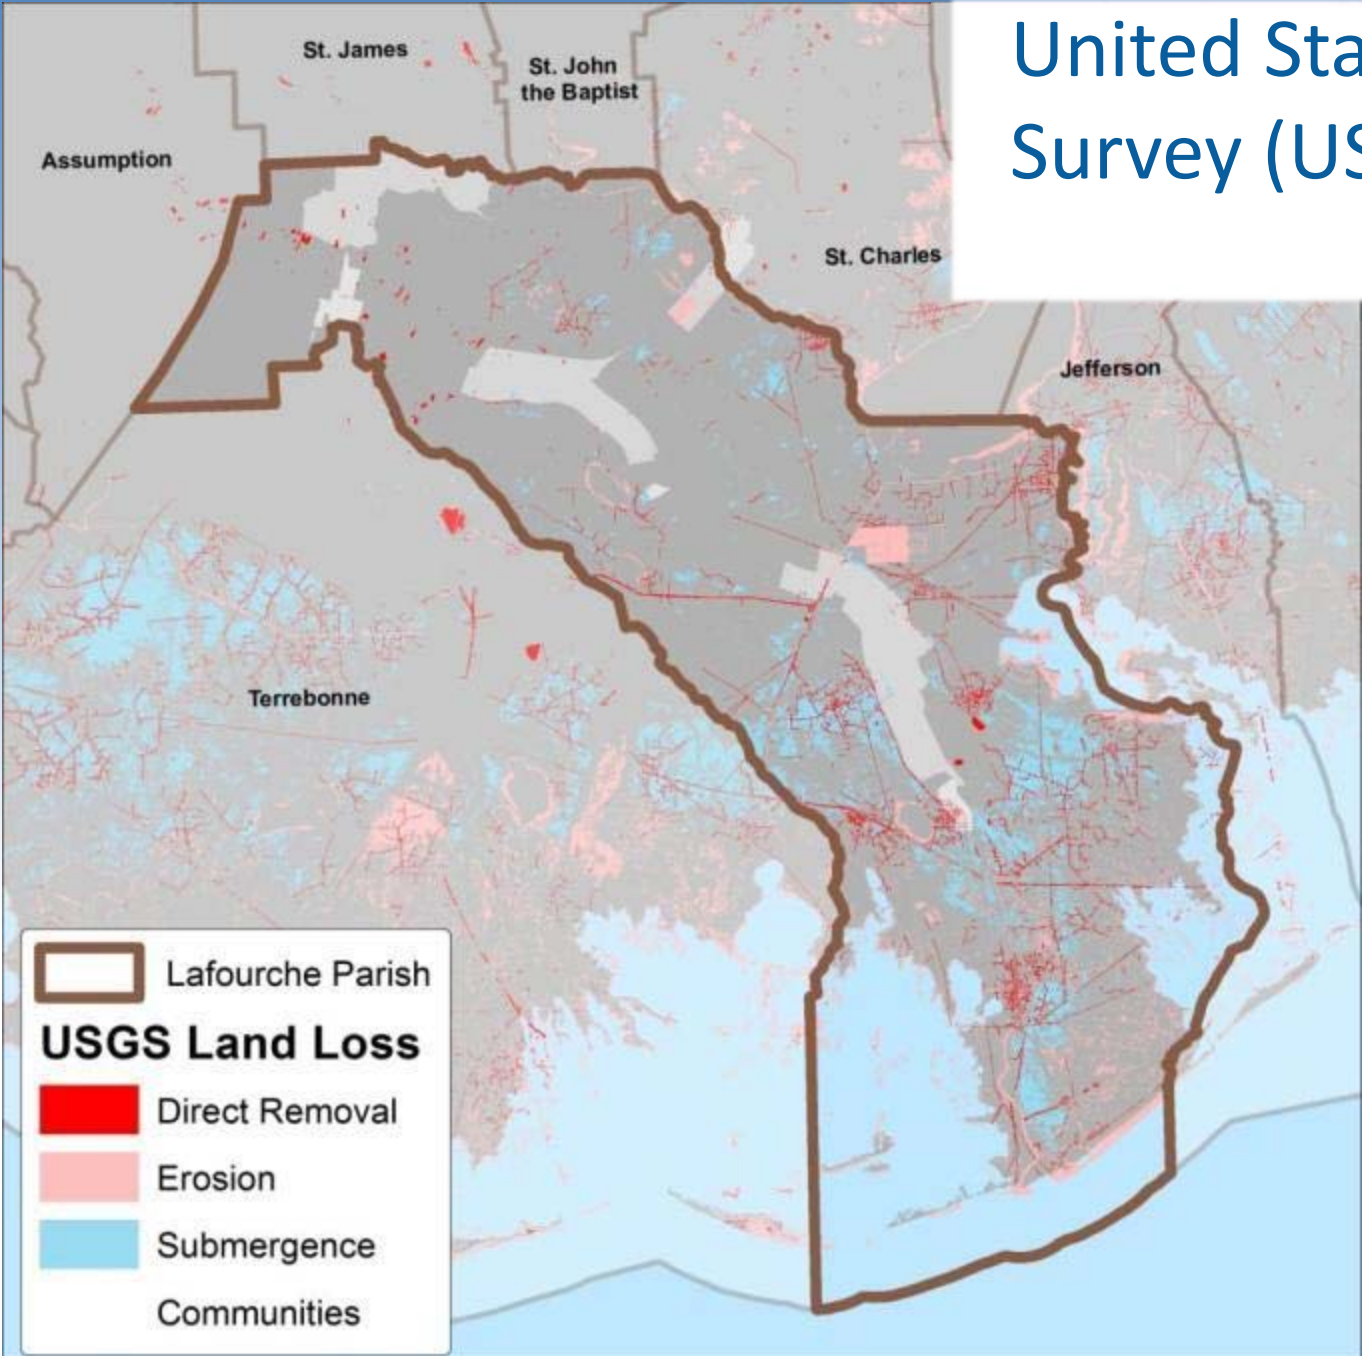 United Sta
Survey (US
St. James
St. John
the Baptist
Assumption
St. Charles
Jefferson
Terrebonne
Lafourche Parish
USGS Land Loss
Direct Removal
Erosion
Submergence
Communities